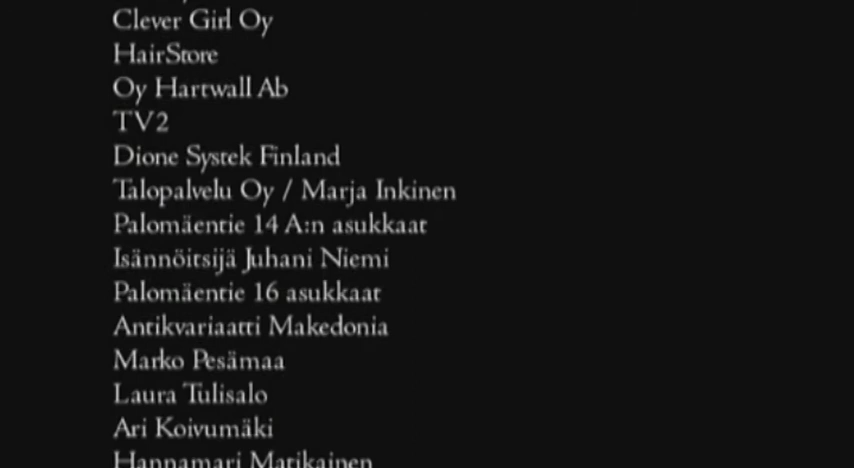 Clever Girl Oy
HairStore
Oy Hartwall Ab
TV2
Dione Systek Finland
Talopalvelu Oy / Marja Inkinen
Palomäentie 14 A:n asukkaat
Isännöitsijä Juhani Niemi
Palomäentie 16 asukkaat
Antikvariaatti Makedonia
Marko Pesämaa
Laura Tulisalo
Ari Koivumäki
Hannamari Matikainen